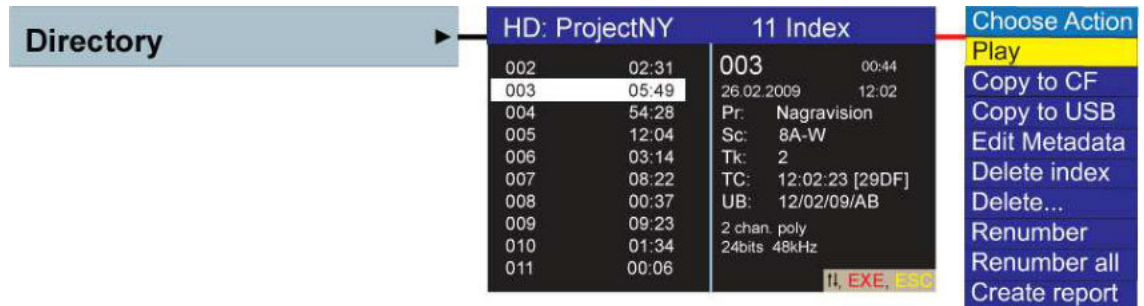 Directory
HD: ProjectNY 11 Index
002 02:31
003 05:49
004 54:28
005 12:04
006 03:14
007 08:22
008 00:37
009 09:23
010 01:34
011 00:06
003 00:44
26.02.2009 12:02
Pr: Nagravision
Sc: 8A-W
Tk: 2
TC: 12:02:23 [29DF]
UB: 12/02/09/AB
2 chan. poly
24bits 48kHz
⇅, EXE, ESC
Choose Action
Play
Copy to CF
Copy to USB
Edit Metadata
Delete index
Delete...
Renumber
Renumber all
Create report